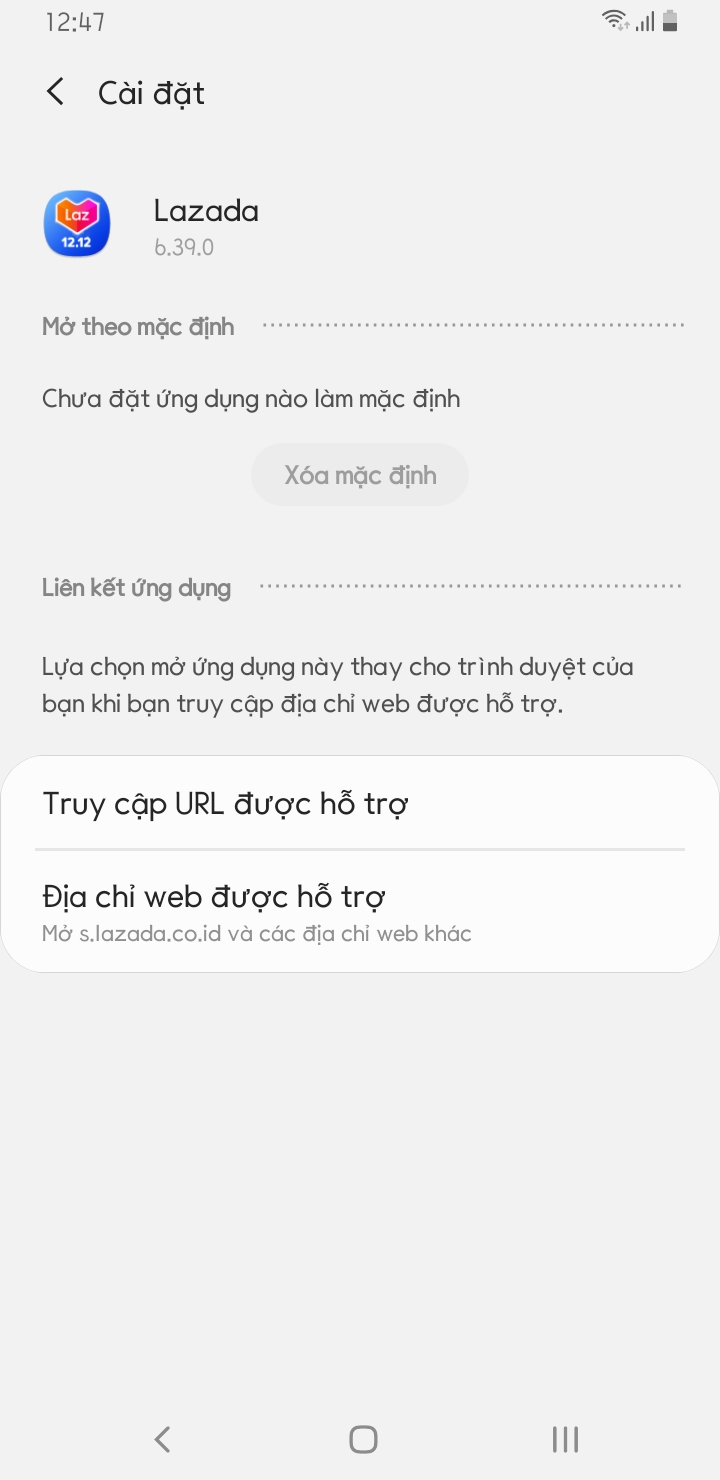 12:47
Cài đặt
Laz
12.12
Lazada
6.39.0
Mở theo mặc định
Chưa đặt ứng dụng nào làm mặc định
Xóa mặc định
Liên kết ứng dụng
Lựa chọn mở ứng dụng này thay cho trình duyệt của
bạn khi bạn truy cập địa chỉ web được hỗ trợ.
Truy cập URL được hỗ trợ
Địa chỉ web được hỗ trợ
Mở s.lazada.co.id và các địa chỉ web khác